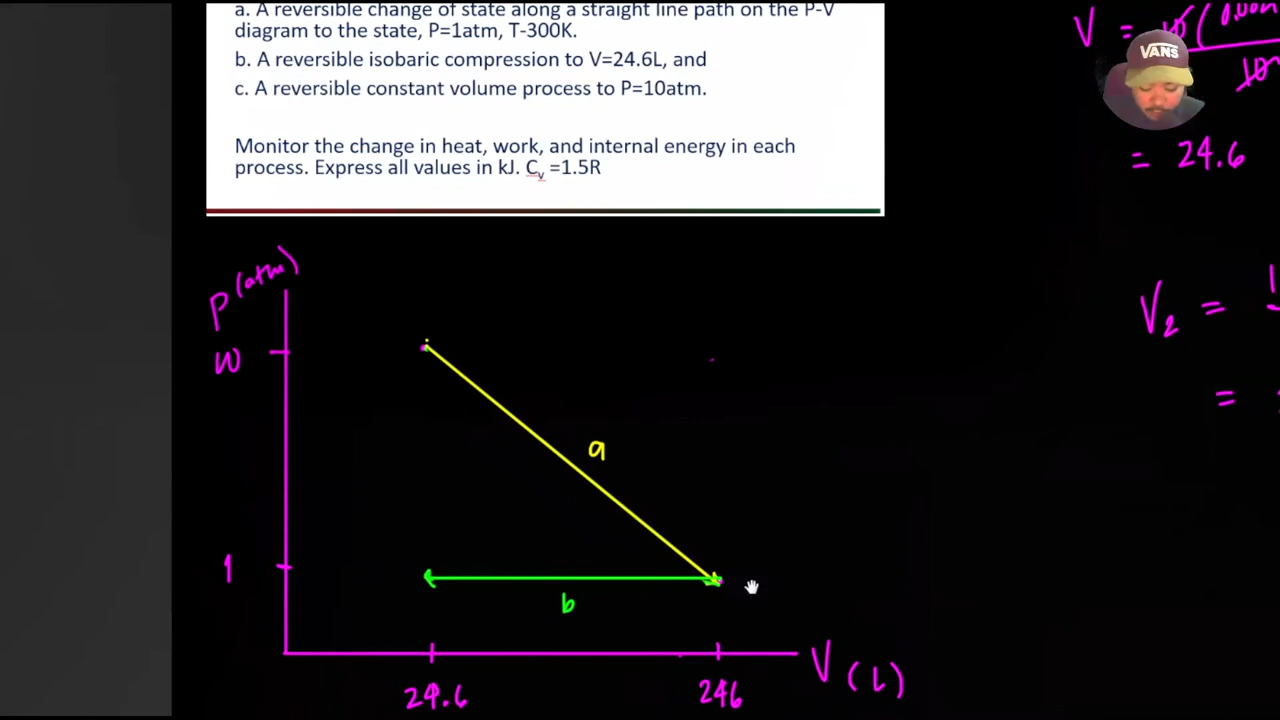 a. A reversible change of state along a straight line path on the P-V
diagram to the state, P=1atm, T-300K.
b. A reversible isobaric compression to V=24.6L, and
c. A reversible constant volume process to P=10atm.
Monitor the change in heat, work, and internal energy in each
process. Express all values in kJ. Cv =1.5R
V =
VANS
= 24.6
P(atm)
10
V2 =
=
a
1
b
24.6
246
V (L)